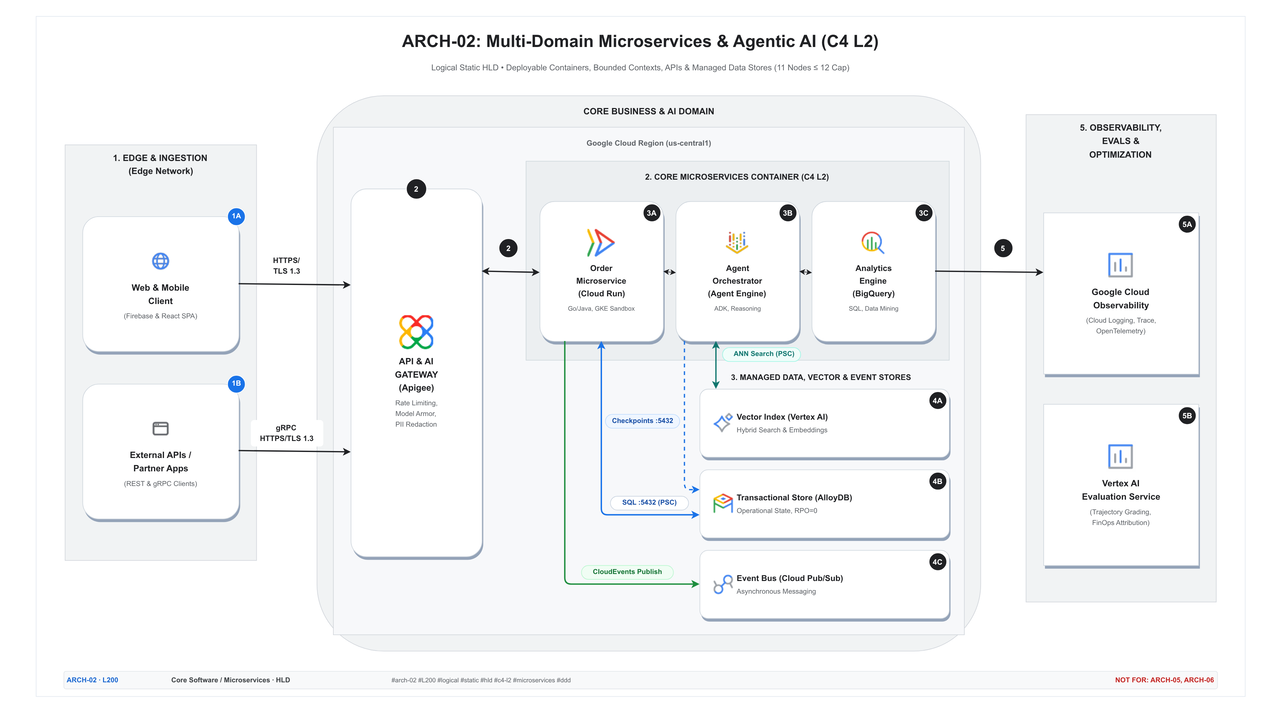 ARCH-02: Multi-Domain Microservices & Agentic AI (C4 L2)
Logical Static HLD • Deployable Containers, Bounded Contexts, APIs & Managed Data Stores (11 Nodes ≤ 12 Cap)
1. EDGE & INGESTION
(Edge Network)
1A
Web & Mobile
Client
(Firebase & React SPA)
1B
External APIs /
Partner Apps
(REST & gRPC Clients)
HTTPS/
TLS 1.3
gRPC
HTTPS/TLS 1.3
CORE BUSINESS & AI DOMAIN
Google Cloud Region (us-central1)
2
API & AI
GATEWAY
(Apigee)
Rate Limiting,
Model Armor,
PII Redaction
2
2. CORE MICROSERVICES CONTAINER (C4 L2)
3A
Order
Microservice
(Cloud Run)
Go/Java, GKE Sandbox
3B
Agent
Orchestrator
(Agent Engine)
ADK, Reasoning
3C
Analytics
Engine
(BigQuery)
SQL, Data Mining
ANN Search (PSC)
3. MANAGED DATA, VECTOR & EVENT STORES
Checkpoints :5432
SQL :5432 (PSC)
CloudEvents Publish
4A
Vector Index (Vertex AI)
Hybrid Search & Embeddings
4B
Transactional Store (AlloyDB)
Operational State, RPO=0
4C
Event Bus (Cloud Pub/Sub)
Asynchronous Messaging
5
5. OBSERVABILITY,
EVALS &
OPTIMIZATION
5A
Google Cloud
Observability
(Cloud Logging, Trace,
OpenTelemetry)
5B
Vertex AI
Evaluation Service
(Trajectory Grading,
FinOps Attribution)
ARCH-02 · L200
Core Software / Microservices · HLD
#arch-02 #L200 #logical #static #hld #c4-l2 #microservices #ddd
NOT FOR: ARCH-05, ARCH-06